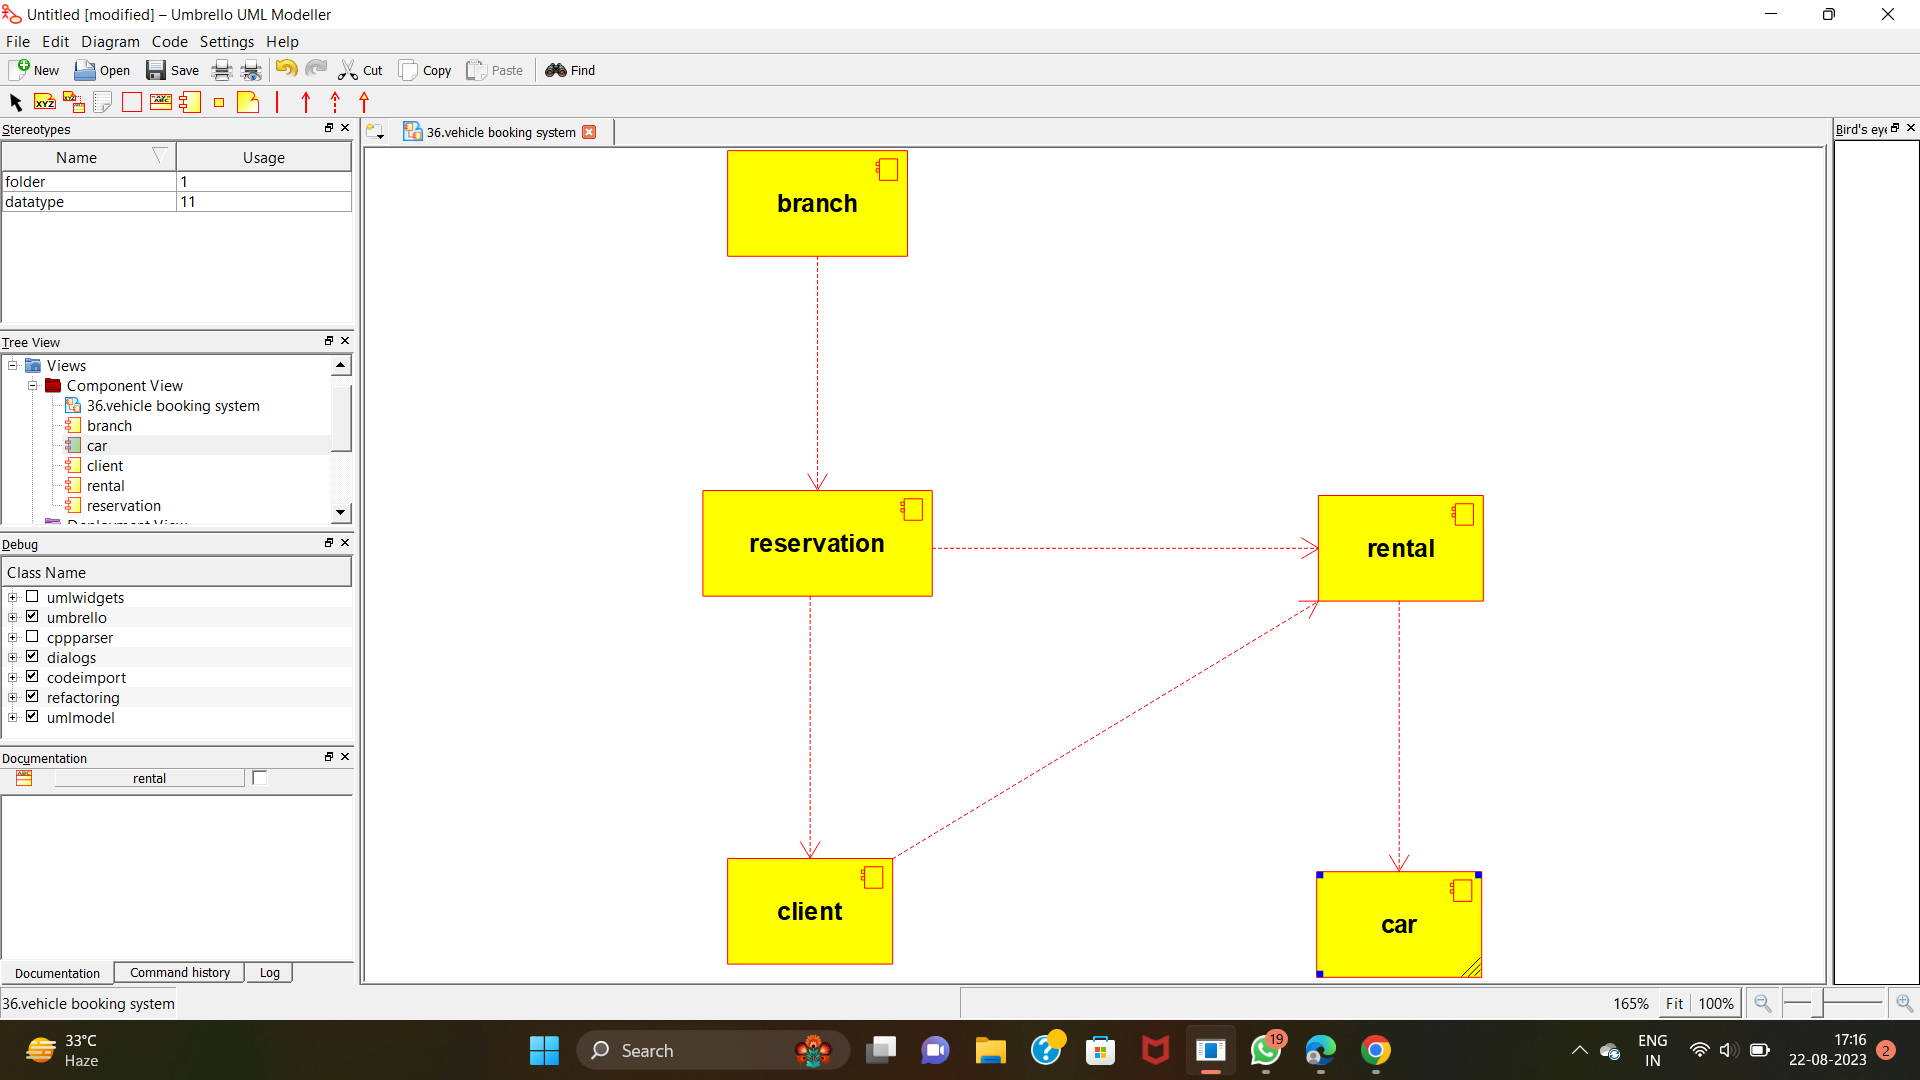 Untitled [modified] – Umbrello UML Modeller
File Edit Diagram Code Settings Help
New Open Save Cut Copy Paste Find
Stereotypes
Name Usage
folder 1
datatype 11
Tree View
Views
Component View
36.vehicle booking system
branch
car
client
rental
reservation
Debug
Class Name
umlwidgets
umbrello
cppparser
dialogs
codeimport
refactoring
umlmodel
Documentation
rental
Documentation Command history Log
36.vehicle booking system
36.vehicle booking system
branch
reservation
rental
client
car
Bird's eye
165% Fit 100%
33°C
Haze
Search
19
ENG
IN
17:16
22-08-2023
2